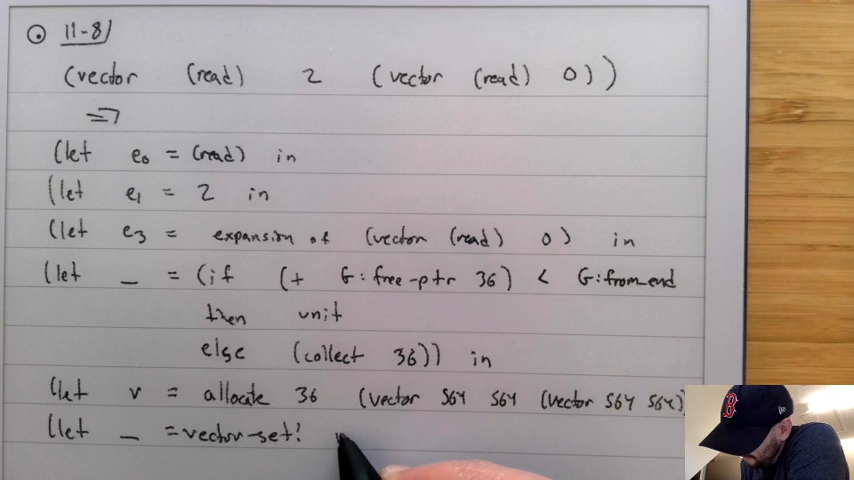 ⊙ 11-8)
(vector (read) 2 (vector (read) 0))
=>
(let e0 = (read) in
(let e1 = 2 in
(let e3 = expansion of (vector (read) 0) in
(let _ = (if (+ G:free-ptr 36) < G:from-end
then unit
else (collect 36)) in
(let v = allocate 36 (vector S64 S64 (vector S64 S64)
(let _ = vector-set!
B